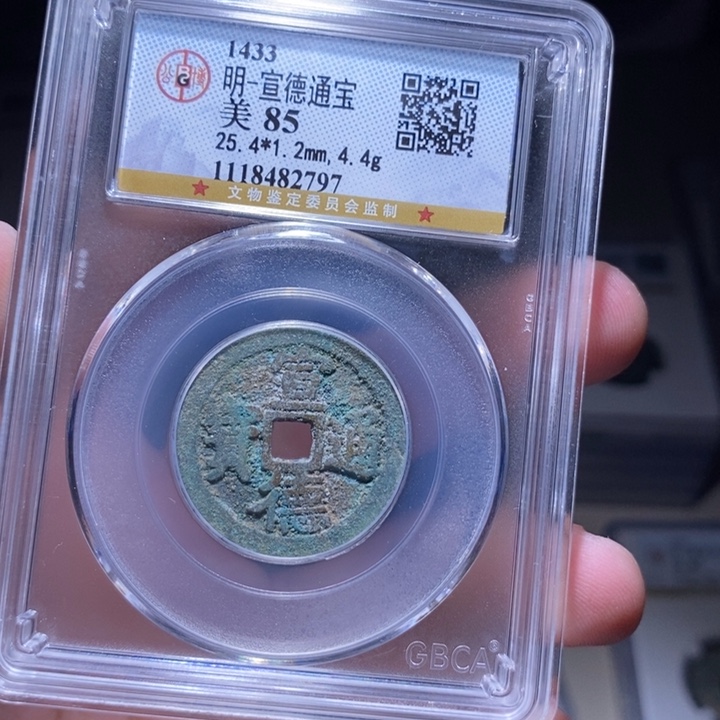 1433
明-宣德通宝
美 85
25.4*1.2mm, 4.4g
1118482797
文物鉴定委员会监制
GBCA
宣德通寳
GBCA®